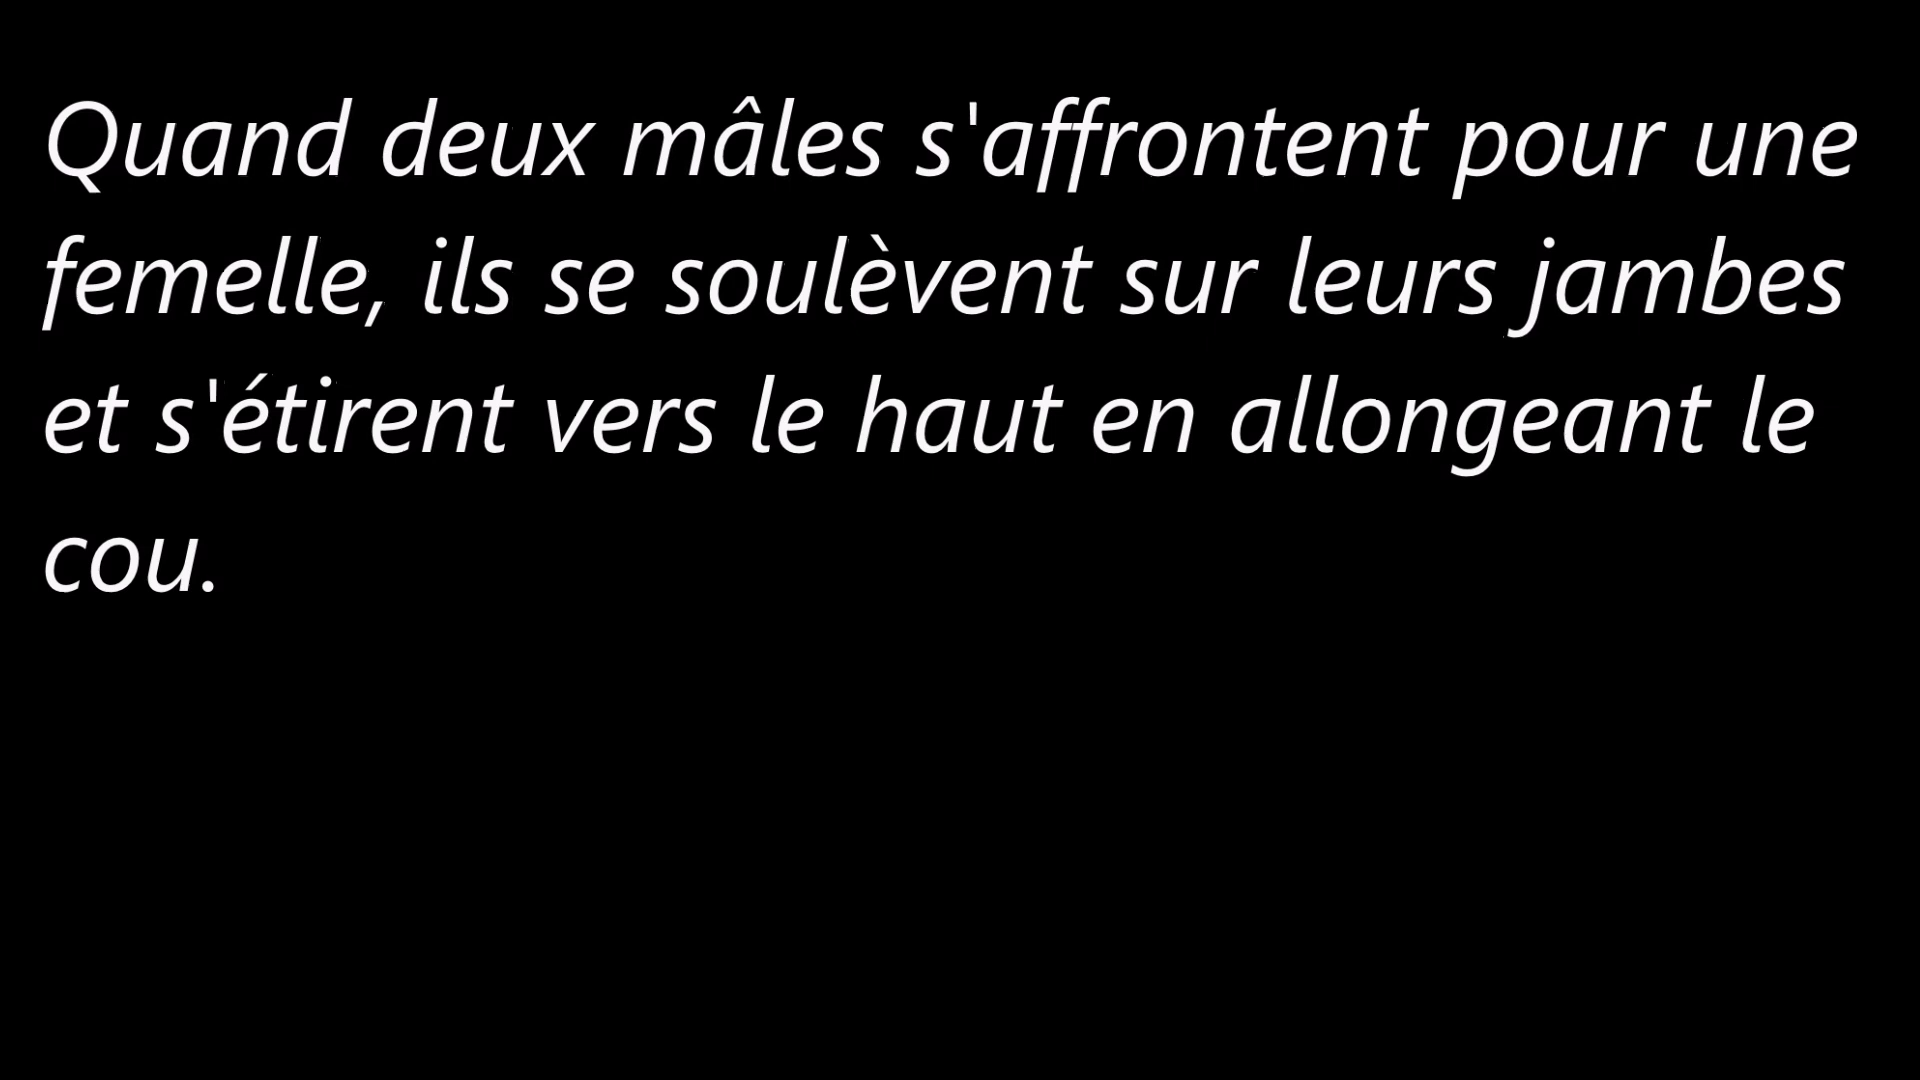 Quand deux mâles s'affrontent pour une
femelle, ils se soulèvent sur leurs jambes
et s'étirent vers le haut en allongeant le
cou.